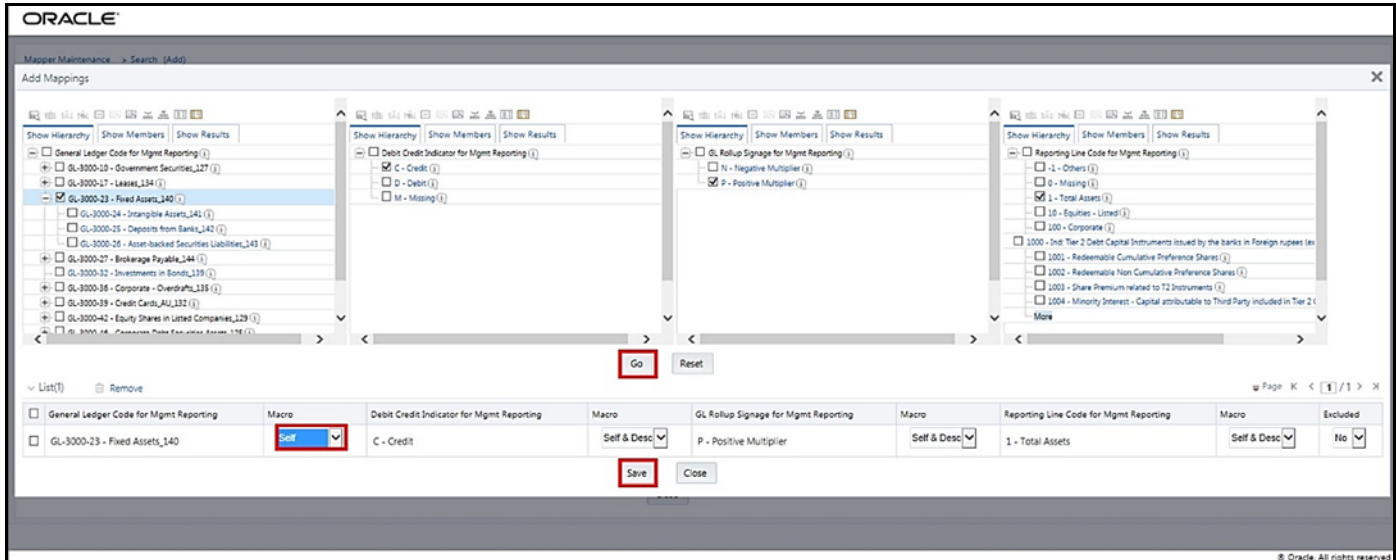 ORACLE
Mapper Maintenance > Search (Add)
Add Mappings
Show Hierarchy Show Members Show Results
General Ledger Code for Mgmt Reporting
GL-3000-10 - Government Securities_127
GL-3000-17 - Leases_134
GL-3000-23 - Fixed Assets_140
GL-3000-24 - Intangible Assets_141
GL-3000-25 - Deposits from Banks_142
GL-3000-26 - Asset-backed Securities Liabilities_143
GL-3000-27 - Brokerage Payable_144
GL-3000-32 - Investments in Bonds_139
GL-3000-36 - Corporate - Overdrafts_135
GL-3000-39 - Credit Cards_AU_132
GL-3000-42 - Equity Shares in Listed Companies_129
GL-3000-46 - Corporate Debt Securities Assets_125
Show Hierarchy Show Members Show Results
Debit Credit Indicator for Mgmt Reporting
C - Credit
D - Debit
M - Missing
Show Hierarchy Show Members Show Results
GL Rollup Signage for Mgmt Reporting
N - Negative Multiplier
P - Positive Multiplier
Show Hierarchy Show Members Show Results
Reporting Line Code for Mgmt Reporting
-1 - Others
0 - Missing
1 - Total Assets
10 - Equities - Listed
100 - Corporate
1000 - Ind: Tier 2 Debt Capital Instruments issued by the banks in Foreign rupees (ex
1001 - Redeemable Cumulative Preference Shares
1002 - Redeemable Non Cumulative Preference Shares
1003 - Share Premium related to T2 Instruments
1004 - Minority Interest - Capital attributable to Third Party included in Tier 2 (
More
Go Reset
List(1) Remove Page 1 / 1
General Ledger Code for Mgmt Reporting Macro Debit Credit Indicator for Mgmt Reporting Macro GL Rollup Signage for Mgmt Reporting Macro Reporting Line Code for Mgmt Reporting Macro Excluded
GL-3000-23 - Fixed Assets_140 Self C - Credit Self & Desc P - Positive Multiplier Self & Desc 1 - Total Assets Self & Desc No
Save Close
© Oracle. All rights reserved